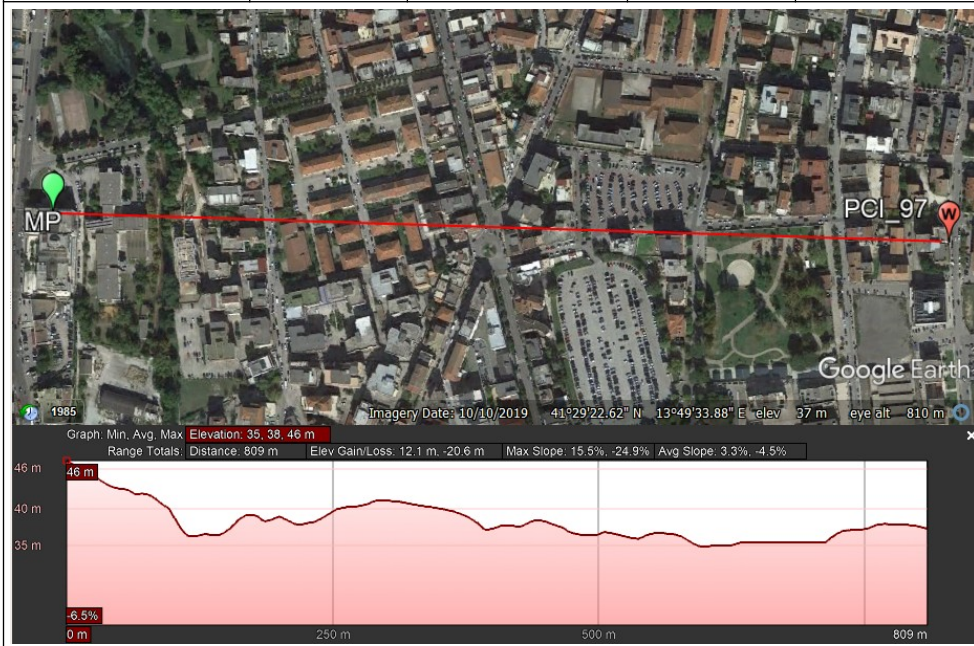 MP
PCI_97
W
Google Earth
1985
Imagery Date: 10/10/2019 41°29'22.62" N 13°49'33.88" E elev 37 m eye alt 810 m
Graph: Min, Avg, Max Elevation: 35, 38, 46 m
Range Totals: Distance: 809 m Elev Gain/Loss: 12.1 m, -20.6 m Max Slope: 15.5%, -24.9% Avg Slope: 3.3%, -4.5%
46 m
46 m
40 m
35 m
-6.5%
0 m 250 m 500 m 809 m